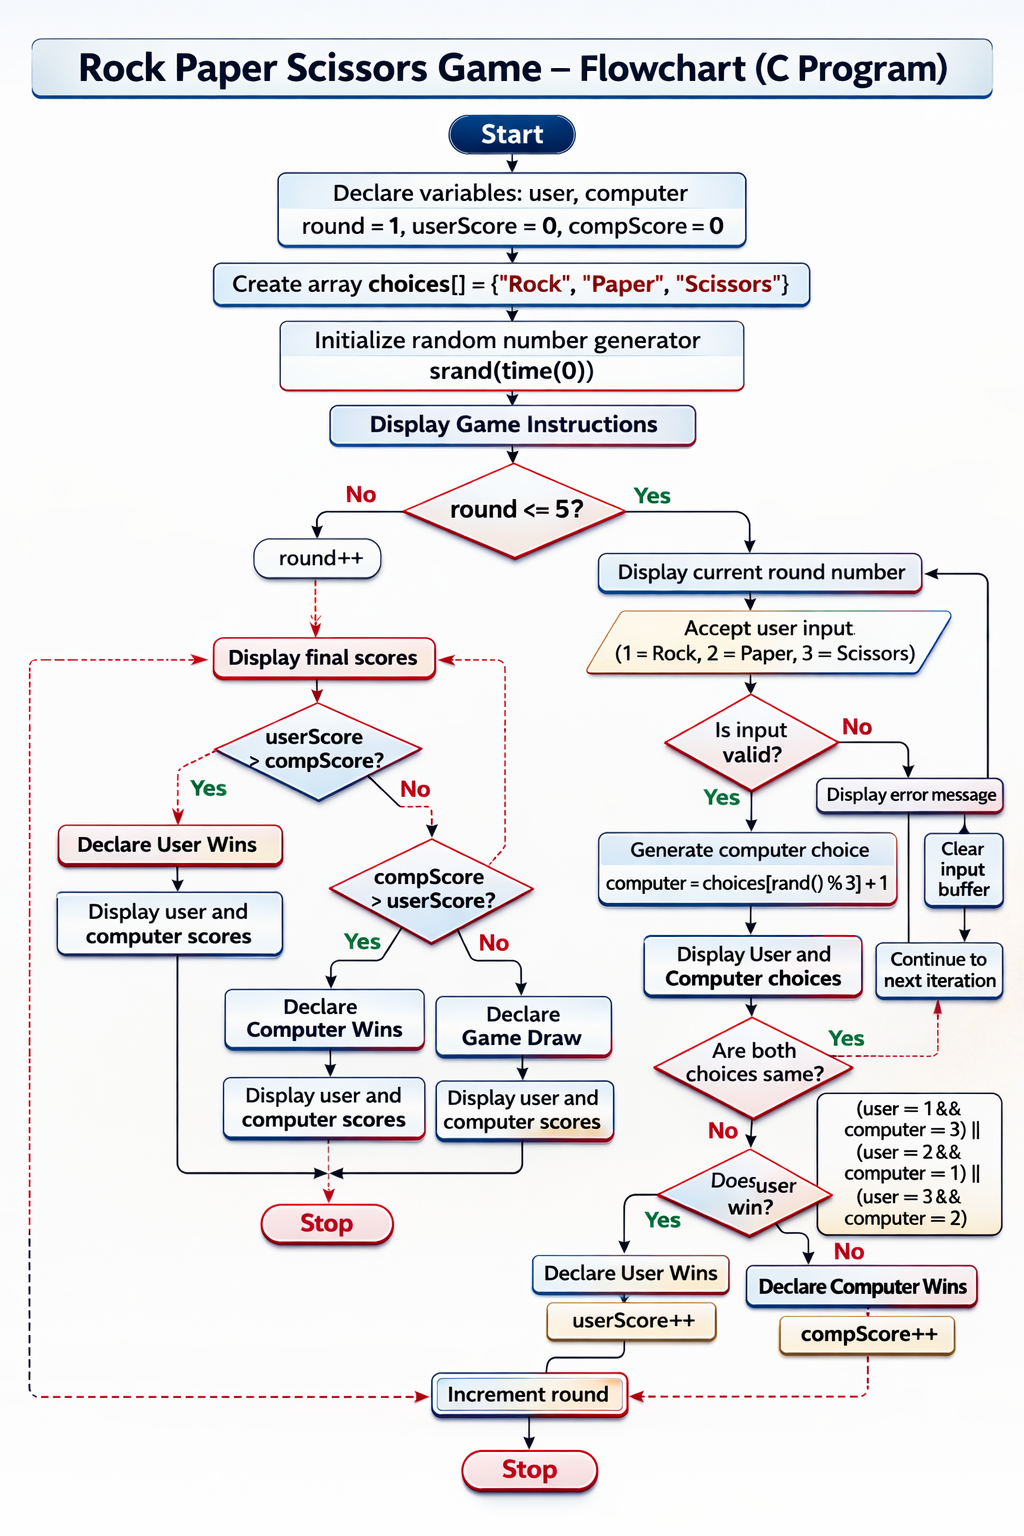 Rock Paper Scissors Game – Flowchart (C Program)
Start
Declare variables: user, computer
round = 1, userScore = 0, compScore = 0
Create array choices[] = {"Rock", "Paper", "Scissors"}
Initialize random number generator
srand(time(0))
Display Game Instructions
round <= 5?
No
Yes
round++
Display final scores
userScore
> compScore?
Yes
No
Declare User Wins
Display user and
computer scores
compScore
> userScore?
Yes
No
Declare
Computer Wins
Display user and
computer scores
Declare
Game Draw
Display user and
computer scores
Stop
Display current round number
Accept user input
(1 = Rock, 2 = Paper, 3 = Scissors)
Is input
valid?
No
Yes
Display error message
Clear
input
buffer
Continue to
next iteration
Generate computer choice
computer = choices[rand() % 3] + 1
Display User and
Computer choices
Are both
choices same?
Yes
No
(user = 1 &&
computer = 3) ||
(user = 2 &&
computer = 1) ||
(user = 3 &&
computer = 2)
Does user
win?
Yes
No
Declare User Wins
userScore++
Declare Computer Wins
compScore++
Increment round
Stop